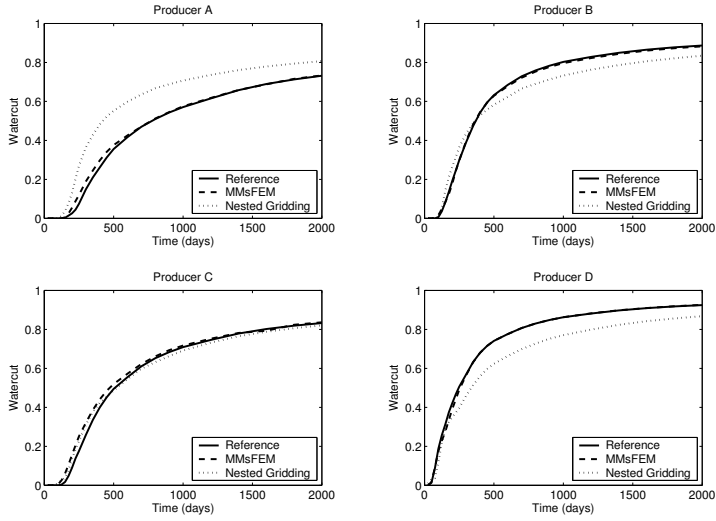 Producer A
1
0.8
0.6
0.4
0.2
0
Watercut
Reference
MMsFEM
Nested Gridding
0 500 1000 1500 2000
Time (days)
Producer B
1
0.8
0.6
0.4
0.2
0
Watercut
Reference
MMsFEM
Nested Gridding
0 500 1000 1500 2000
Time (days)
Producer C
1
0.8
0.6
0.4
0.2
0
Watercut
Reference
MMsFEM
Nested Gridding
0 500 1000 1500 2000
Time (days)
Producer D
1
0.8
0.6
0.4
0.2
0
Watercut
Reference
MMsFEM
Nested Gridding
0 500 1000 1500 2000
Time (days)